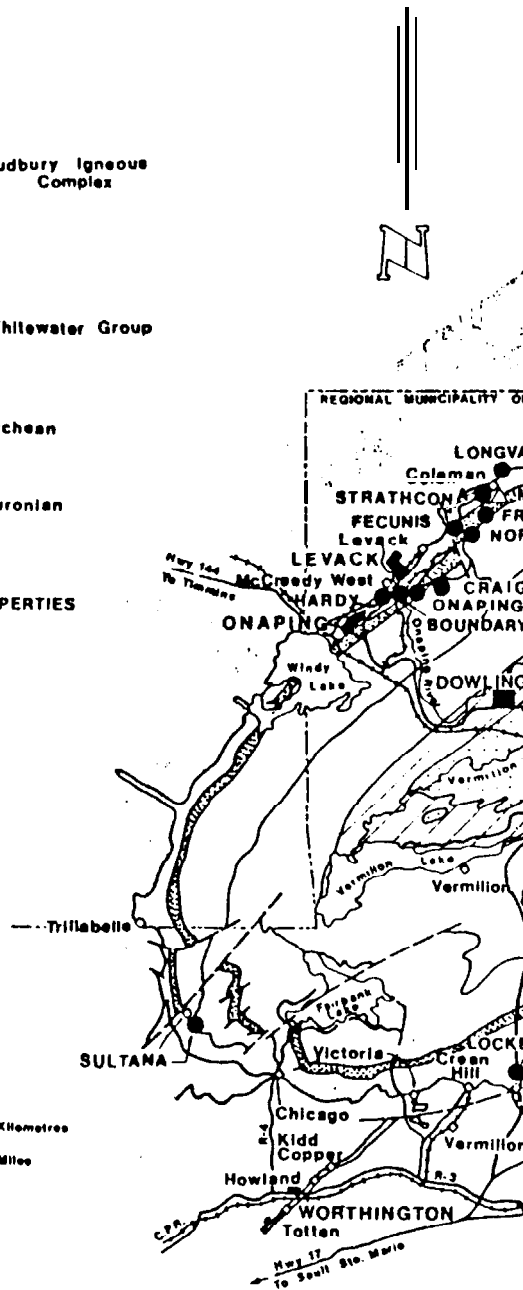 udbury Igneous
Complex
N
hitewater Group
REGIONAL MUNICIPALITY O
chean
LONGVA
Coleman
STRATHCONA
uronian
FECUNIS
FR
Levack
NOR
LEVACK
Hwy 144
To Timmins
McCreedy West
CRAIG
PERTIES
HARDY
ONAPING
ONAPING
BOUNDARY
Onaping Riv
Windy
Lake
DOWLING
Vermilion
Vermilion Lake
Vermilion
Trillabelle
Fairbank
Lake
SULTANA
Victoria
LOCKE
Crean
Hill
Chicago
Kilometres
R-4
Kidd
Copper
Vermilion
Miles
Howland
R-3
C.P.R.
WORTHINGTON
Totten
Hwy 17
To Sault Ste. Marie